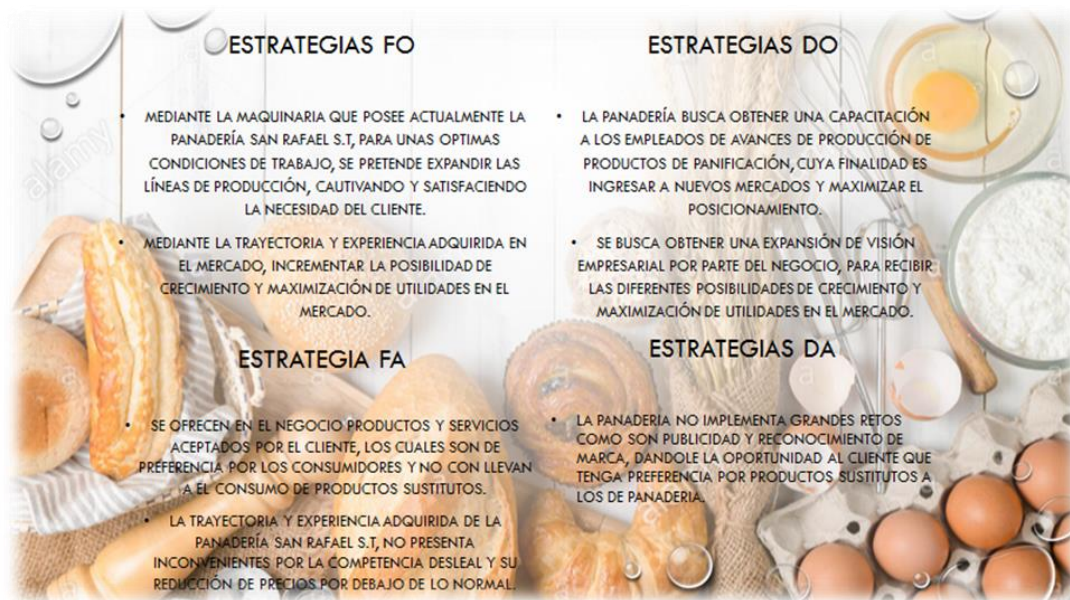 ESTRATEGIAS FO
• MEDIANTE LA MAQUINARIA QUE POSEE ACTUALMENTE LA
PANADERÍA SAN RAFAEL S.T, PARA UNAS OPTIMAS
CONDICIONES DE TRABAJO, SE PRETENDE EXPANDIR LAS
LÍNEAS DE PRODUCCIÓN, CAUTIVANDO Y SATISFACIENDO
LA NECESIDAD DEL CLIENTE.
• MEDIANTE LA TRAYECTORIA Y EXPERIENCIA ADQUIRIDA EN
EL MERCADO, INCREMENTAR LA POSIBILIDAD DE
CRECIMIENTO Y MAXIMIZACIÓN DE UTILIDADES EN EL
MERCADO.
ESTRATEGIAS DO
• LA PANADERÍA BUSCA OBTENER UNA CAPACITACIÓN
A LOS EMPLEADOS DE AVANCES DE PRODUCCIÓN DE
PRODUCTOS DE PANIFICACIÓN, CUYA FINALIDAD ES
INGRESAR A NUEVOS MERCADOS Y MAXIMIZAR EL
POSICIONAMIENTO.
• SE BUSCA OBTENER UNA EXPANSIÓN DE VISIÓN
EMPRESARIAL POR PARTE DEL NEGOCIO, PARA RECIBIR
LAS DIFERENTES POSIBILIDADES DE CRECIMIENTO Y
MAXIMIZACIÓN DE UTILIDADES EN EL MERCADO.
ESTRATEGIA FA
• SE OFRECEN EN EL NEGOCIO PRODUCTOS Y SERVICIOS
ACEPTADOS POR EL CLIENTE, LOS CUALES SON DE
PREFERENCIA POR LOS CONSUMIDORES Y NO CON LLEVAN
A EL CONSUMO DE PRODUCTOS SUSTITUTOS.
• LA TRAYECTORIA Y EXPERIENCIA ADQUIRIDA DE LA
PANADERÍA SAN RAFAEL S.T, NO PRESENTA
INCONVENIENTES POR LA COMPETENCIA DESLEAL Y SU
REDUCCIÓN DE PRECIOS POR DEBAJO DE LO NORMAL.
ESTRATEGIAS DA
• LA PANADERIA NO IMPLEMENTA GRANDES RETOS
COMO SON PUBLICIDAD Y RECONOCIMIENTO DE
MARCA, DANDOLE LA OPORTUNIDAD AL CLIENTE QUE
TENGA PREFERENCIA POR PRODUCTOS SUSTITUTOS A
LOS DE PANADERIA.
alamy